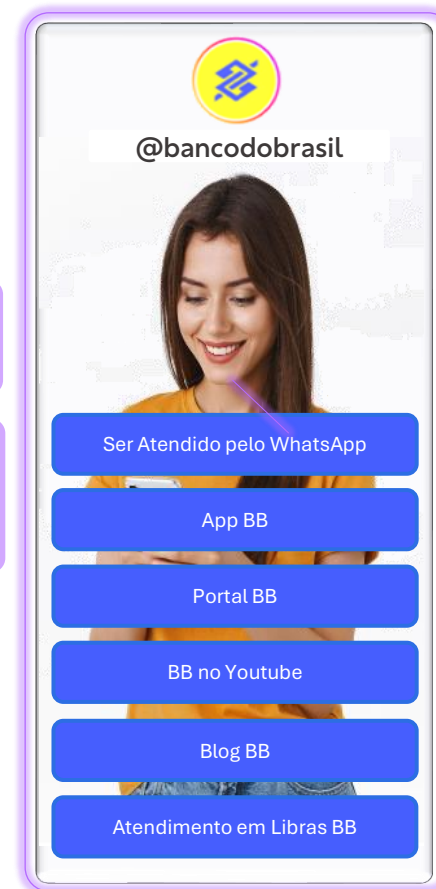 @bancodobrasil
Ser Atendido pelo WhatsApp
App BB
Portal BB
BB no Youtube
Blog BB
Atendimento em Libras BB